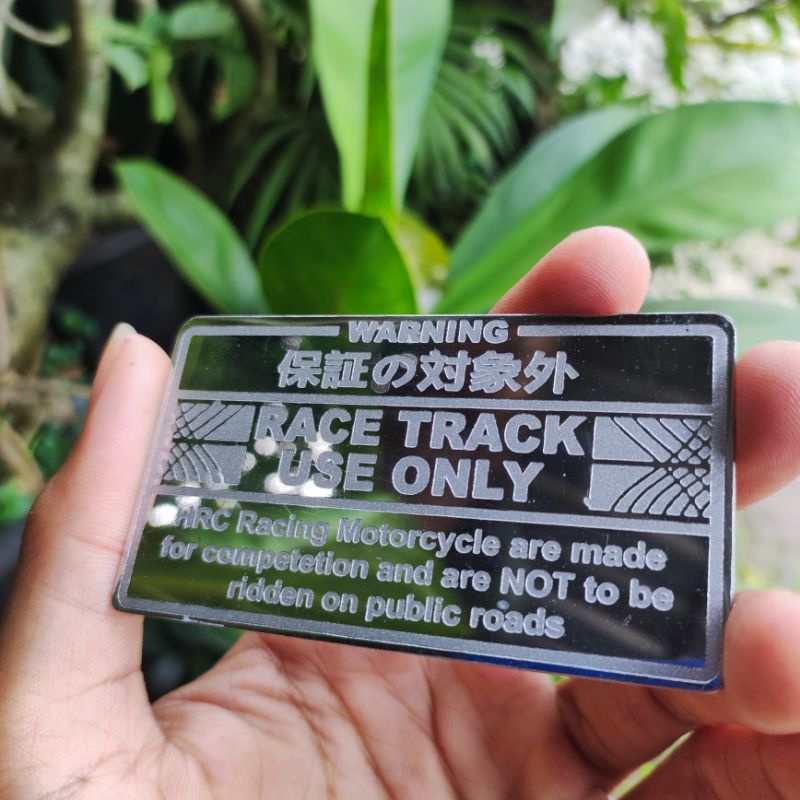 WARNING
保証の対象外
RACE TRACK
USE ONLY
HRC Racing Motorcycle are made
for competetion and are NOT to be
ridden on public roads